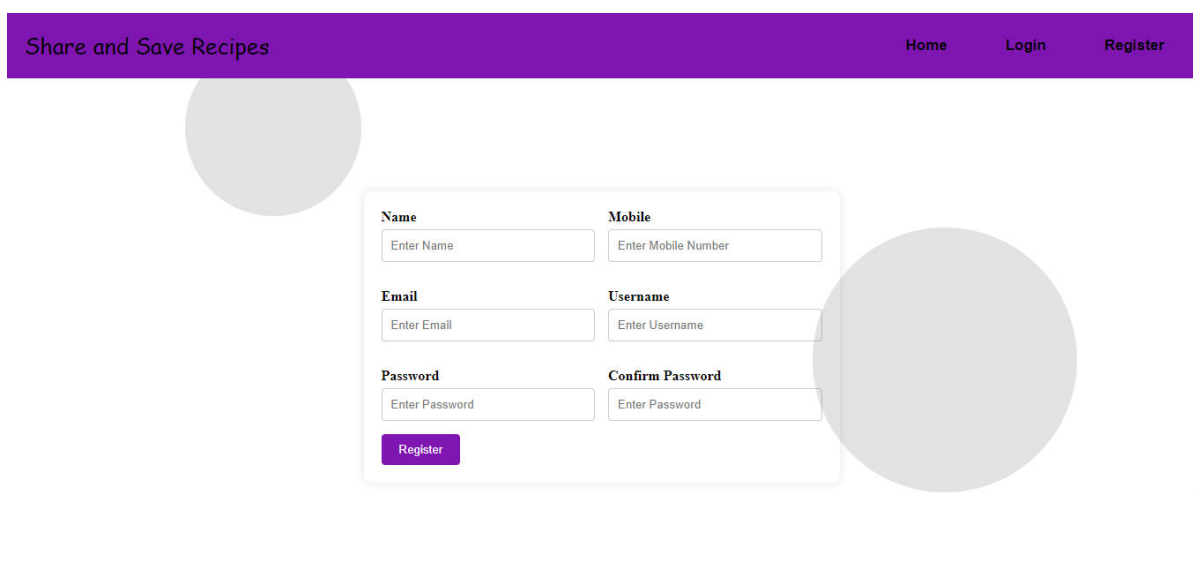 Share and Save Recipes
Home Login Register
Name Mobile
Enter Name Enter Mobile Number
Email Username
Enter Email Enter Username
Password Confirm Password
Enter Password Enter Password
Register